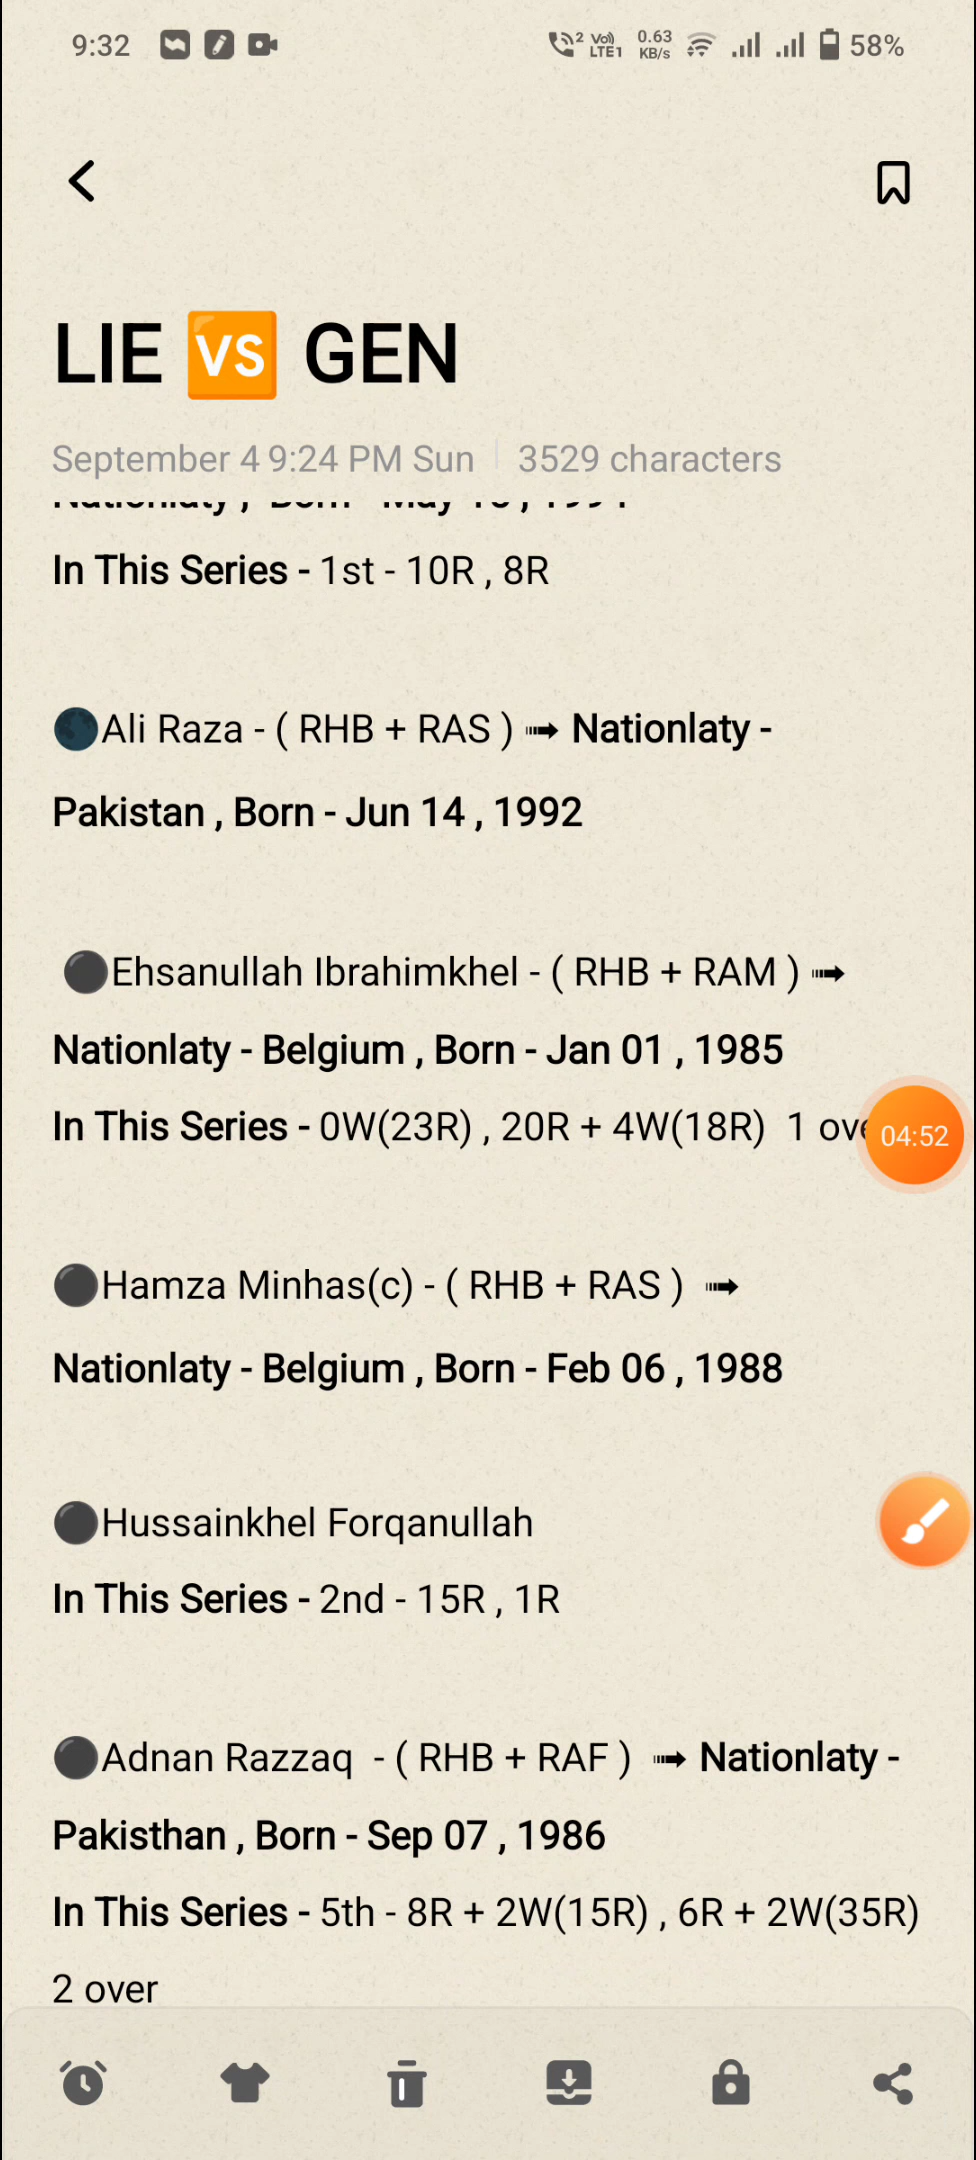 9:32 2 Vo) LTE1 0.63 KB/s 58%
LIE VS GEN
September 4 9:24 PM Sun 3529 characters
In This Series - 1st - 10R , 8R
Ali Raza - ( RHB + RAS ) ➟ Nationlaty -
Pakistan , Born - Jun 14 , 1992
Ehsanullah Ibrahimkhel - ( RHB + RAM ) ➟
Nationlaty - Belgium , Born - Jan 01 , 1985
In This Series - 0W(23R) , 20R + 4W(18R) 1 ove
04:52
Hamza Minhas(c) - ( RHB + RAS ) ➟
Nationlaty - Belgium , Born - Feb 06 , 1988
Hussainkhel Forqanullah
In This Series - 2nd - 15R , 1R
Adnan Razzaq - ( RHB + RAF ) ➟ Nationlaty -
Pakisthan , Born - Sep 07 , 1986
In This Series - 5th - 8R + 2W(15R) , 6R + 2W(35R)
2 over